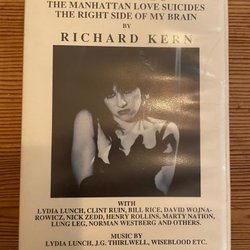 THE MANHATTAN LOVE SUICIDES
THE RIGHT SIDE OF MY BRAIN
BY
RICHARD KERN
WITH
LYDIA LUNCH, CLINT RUIN, BILL RICE, DAVID WOJNA-
ROWICZ, NICK ZEDD, HENRY ROLLINS, MARTY NATION,
LUNG LEG, NORMAN WESTBERG AND OTHERS.
MUSIC BY
LYDIA LUNCH, J.G. THIRLWELL, WISEBLOOD ETC.